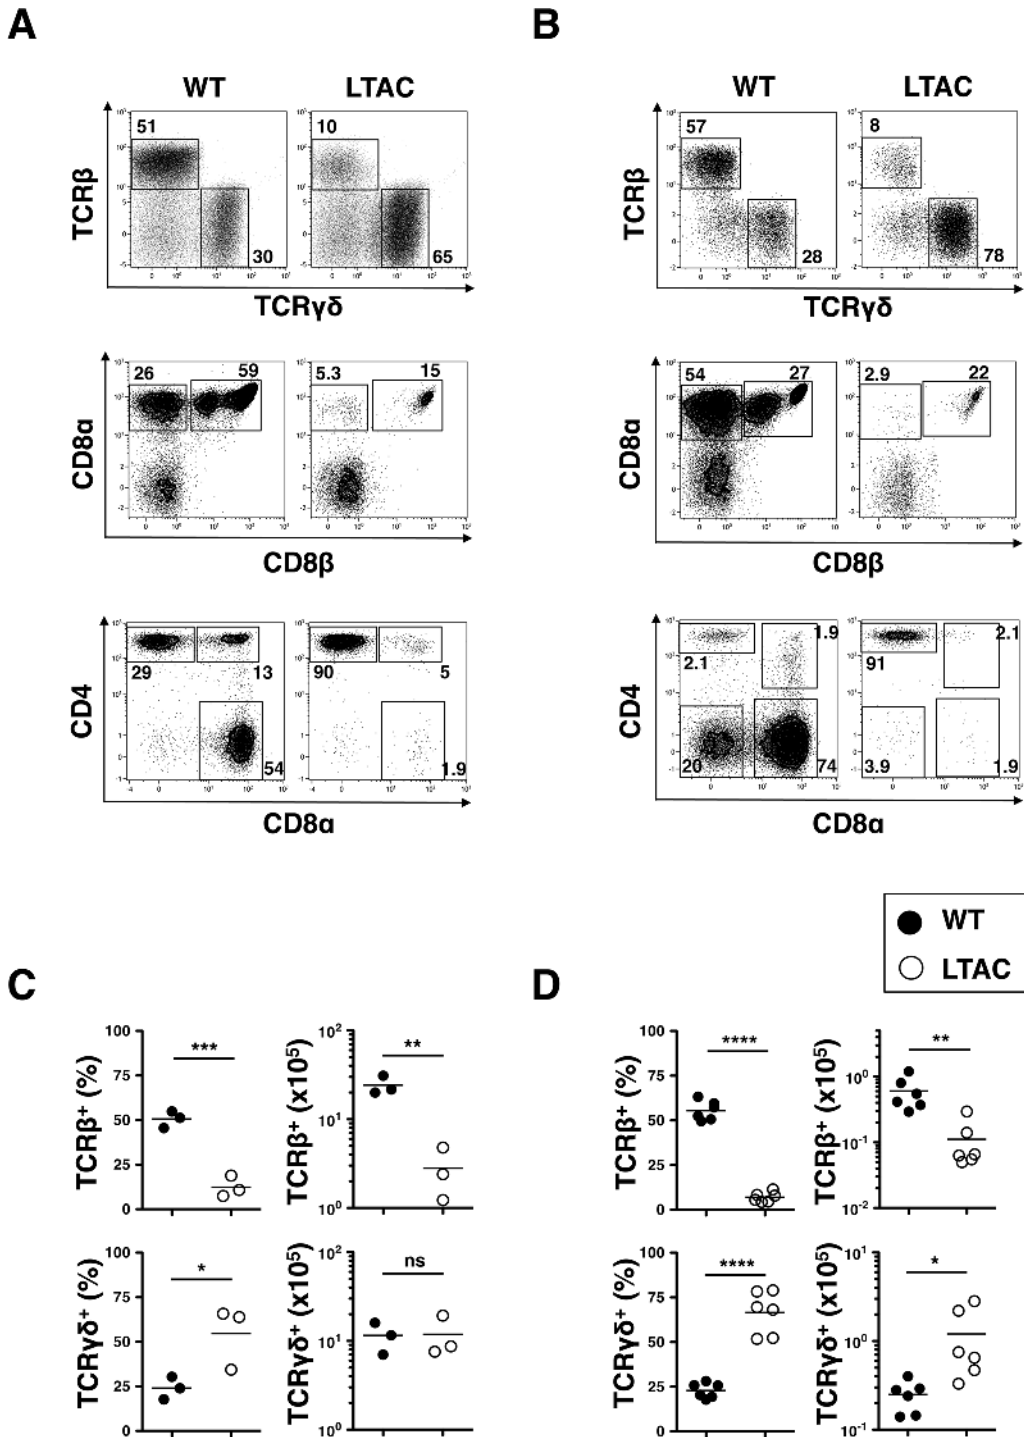 A
B
WT LTAC
WT LTAC
TCRβ
51
30
10
65
TCRγδ
TCRβ
57
28
8
78
TCRγδ
CD8α
26 59
5.3 15
CD8β
CD8α
54 27
2.9 22
CD8β
CD4
29 13
54
90 5
1.9
CD8α
CD4
2.1 1.9
20 74
91 2.1
3.9 1.9
CD8α
WT
LTAC
C
D
TCRβ⁺ (%)
100
75
50
25
0
***
TCRβ⁺ (x10⁵)
10²
10¹
10⁰
**
TCRβ⁺ (%)
100
75
50
25
0
****
TCRβ⁺ (x10⁵)
10⁰
10⁻¹
10⁻²
**
TCRγδ⁺ (%)
100
75
50
25
0
*
TCRγδ⁺ (x10⁵)
10²
10¹
10⁰
ns
TCRγδ⁺ (%)
100
75
50
25
0
****
TCRγδ⁺ (x10⁵)
10¹
10⁰
10⁻¹
*